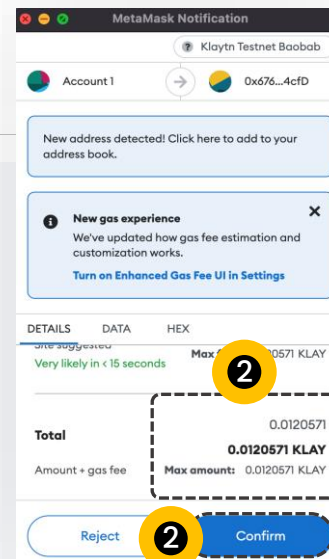 MetaMask Notification
Klaytn Testnet Baobab
Account 1
0x676...4cfD
New address detected! Click here to add to your
address book.
New gas experience
We've updated how gas fee estimation and
customization works.
Turn on Enhanced Gas Fee UI in Settings
DETAILS DATA HEX
Site suggested
Very likely in < 15 seconds
Max 0571 KLAY
2
0.0120571
Total
0.0120571 KLAY
Amount + gas fee Max amount: 0.0120571 KLAY
Reject 2 Confirm